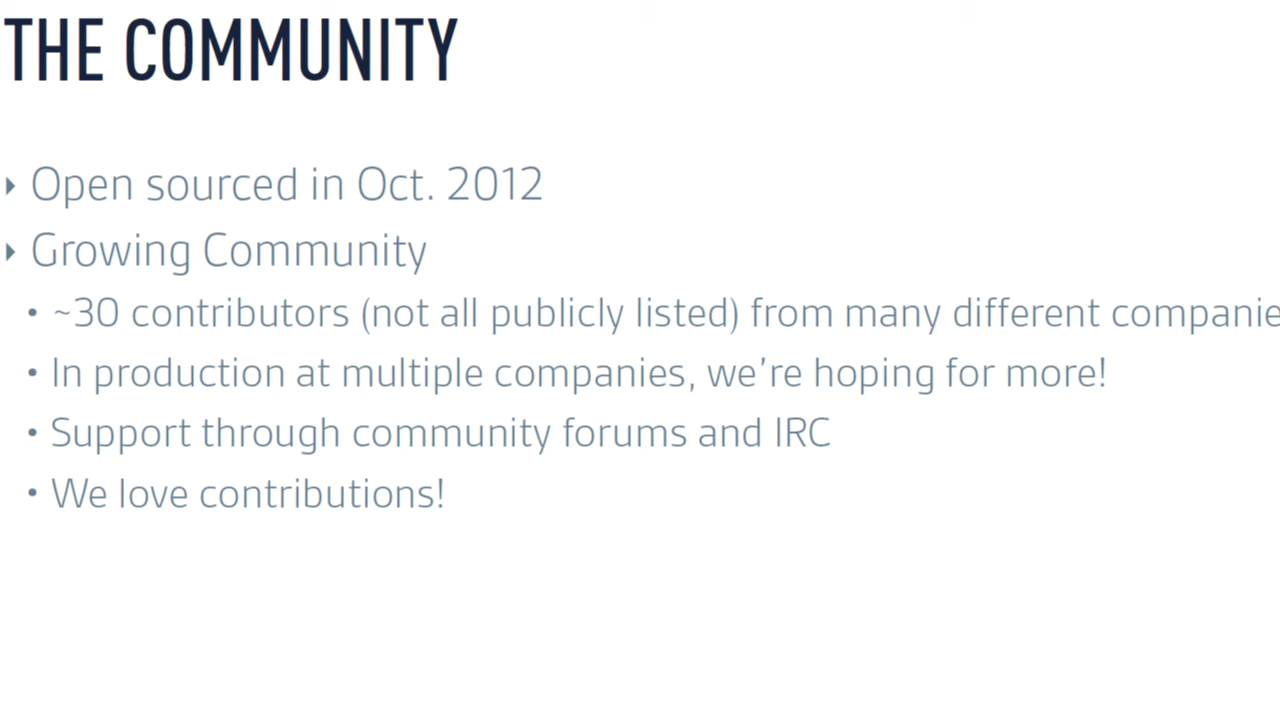 THE COMMUNITY
‣ Open sourced in Oct. 2012
‣ Growing Community
• ~30 contributors (not all publicly listed) from many different companie
• In production at multiple companies, we're hoping for more!
• Support through community forums and IRC
• We love contributions!